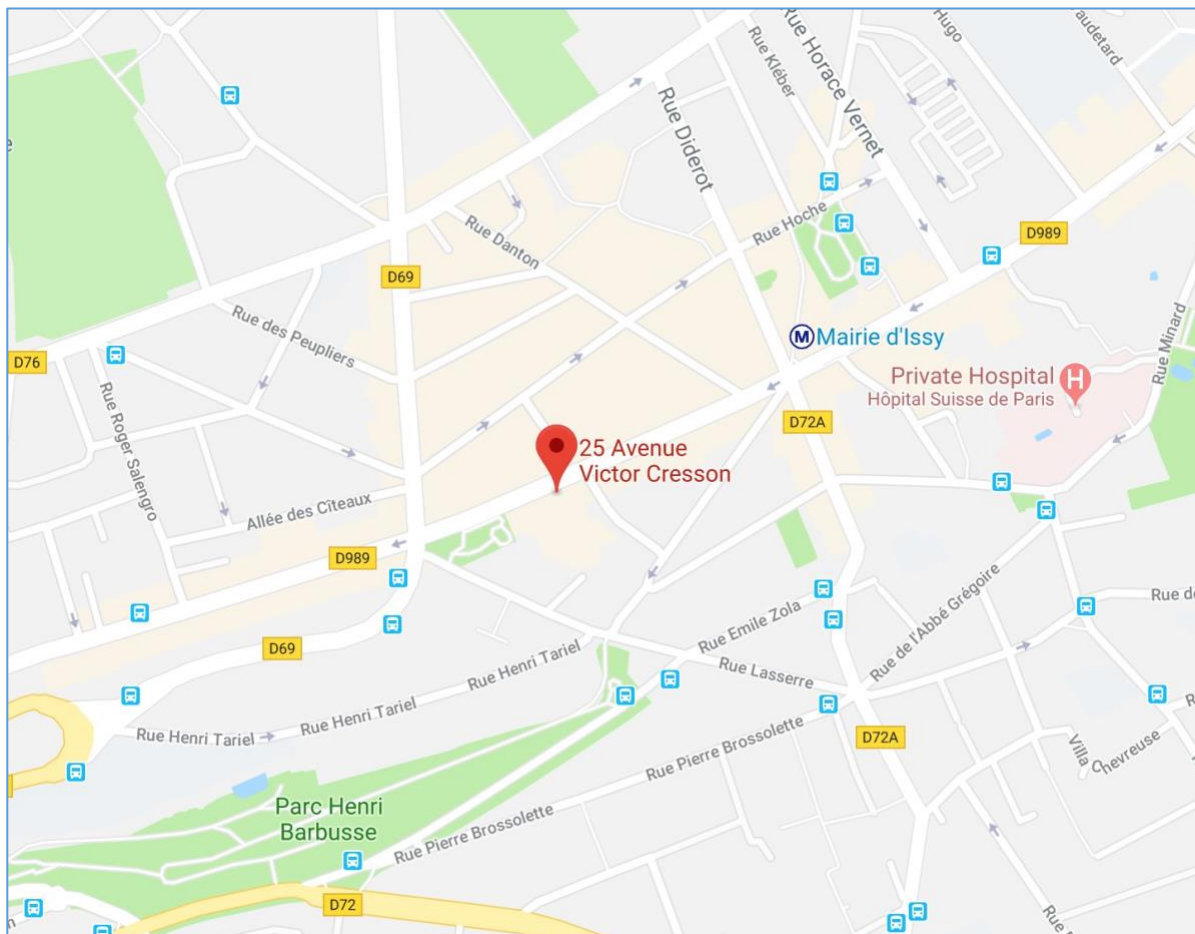 Rue Kléber
Rue Horace Vernet
Hugo
audetard
Rue Diderot
Rue Hoche
D989
Rue Danton
D69
Rue Minard
Rue des Peupliers
M
Mairie d'Issy
D76
Private Hospital
H
Hôpital Suisse de Paris
Rue Roger Salengro
D72A
25 Avenue
Victor Cresson
Allée des Cîteaux
D989
Rue de l'Abbé Grégoire
Rue de
Rue Emile Zola
D69
Rue Henri Tariel
Rue Lasserre
Rue Henri Tariel
Rue Henri Tariel
D72A
Villa Chevreuse
Rue Pierre Brossolette
Parc Henri
Barbusse
Rue Pierre Brossolette
D72